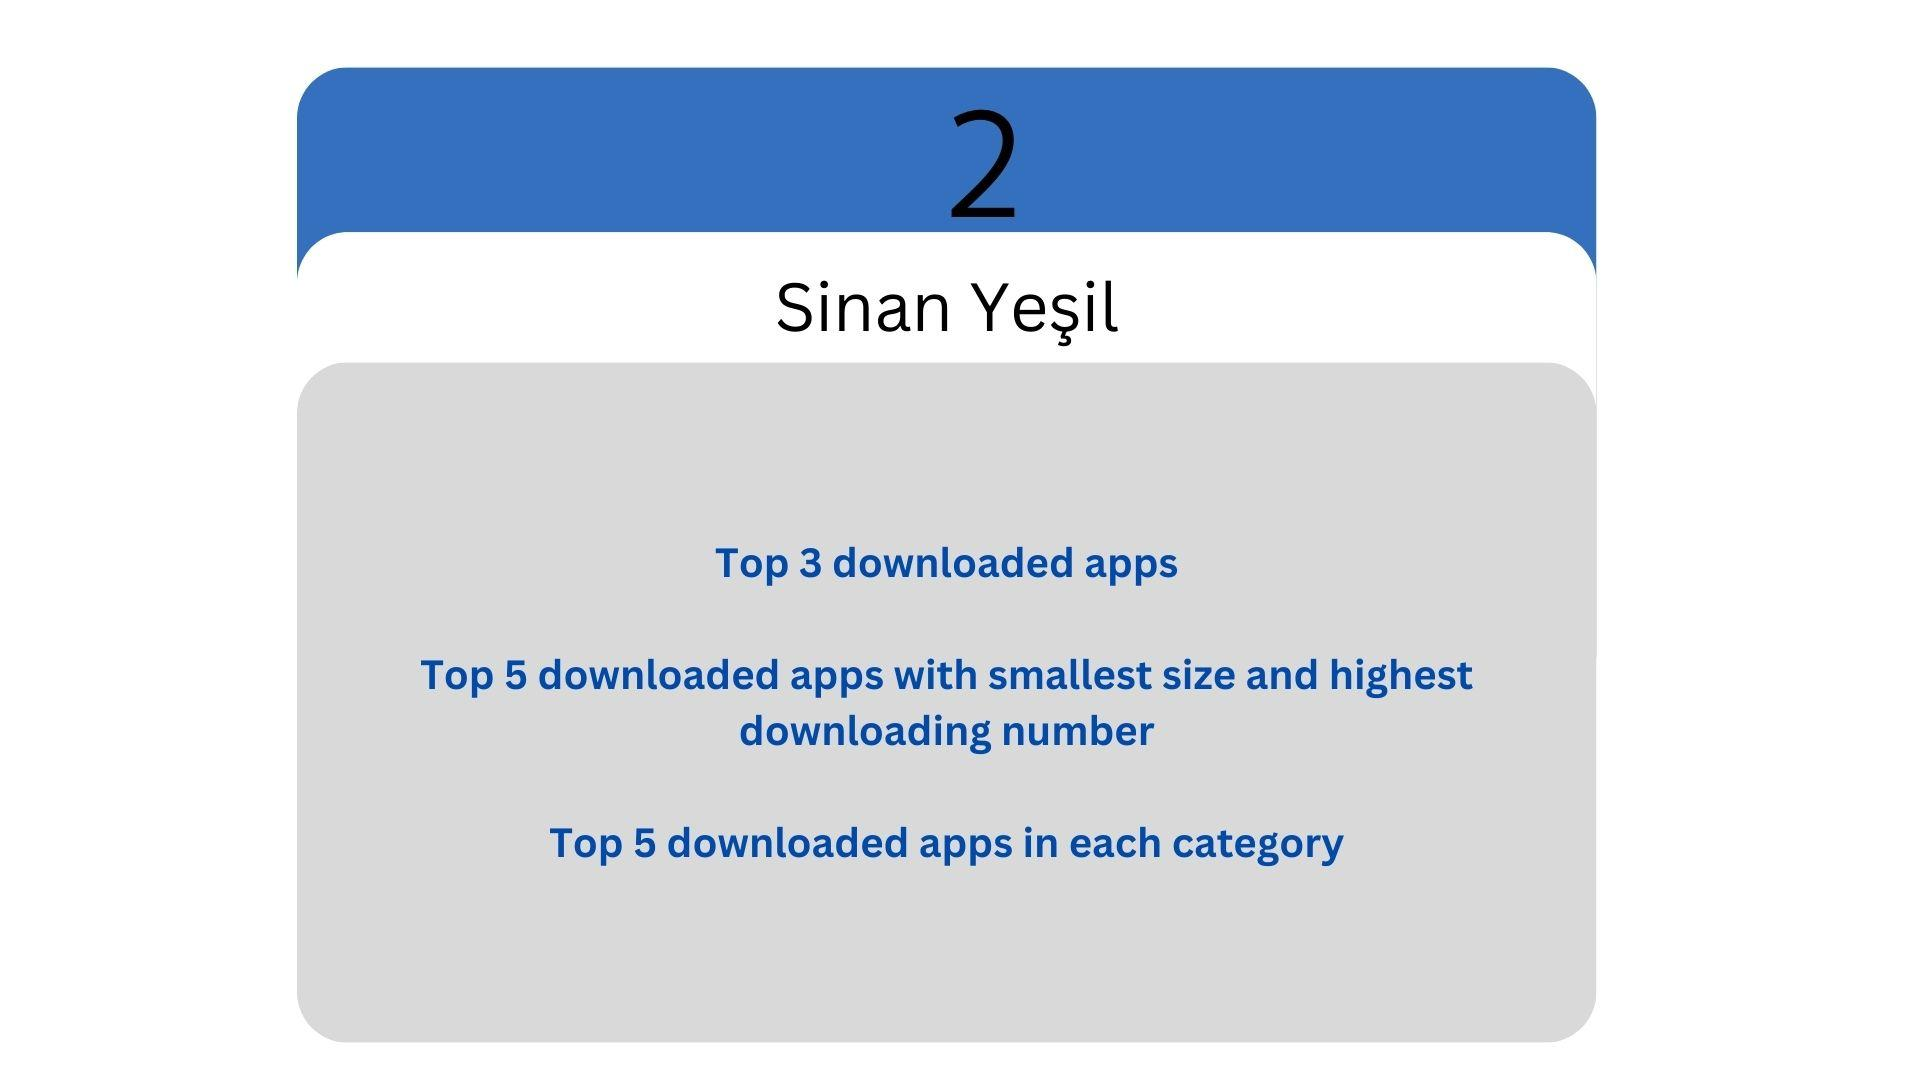 2
Sinan Yeşil
Top 3 downloaded apps
Top 5 downloaded apps with smallest size and highest
downloading number
Top 5 downloaded apps in each category